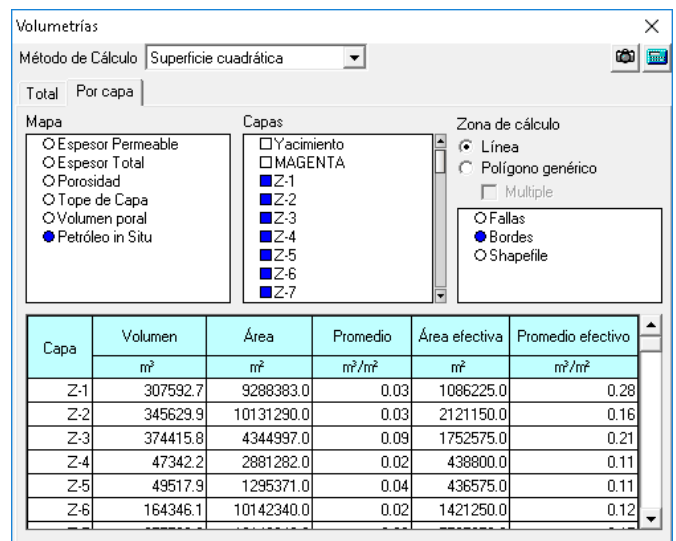 Volumetrías
Método de Cálculo Superficie cuadrática
Total Por capa
Mapa
Espesor Permeable
Espesor Total
Porosidad
Tope de Capa
Volumen poral
Petróleo in Situ
Capas
Yacimiento
MAGENTA
Z-1
Z-2
Z-3
Z-4
Z-5
Z-6
Z-7
Zona de cálculo
Línea
Polígono genérico
Multiple
Fallas
Bordes
Shapefile
Capa Volumen Área Promedio Área efectiva Promedio efectivo
m³ m² m³/m² m² m³/m²
Z-1 307592.7 9288383.0 0.03 1086225.0 0.28
Z-2 345629.9 10131290.0 0.03 2121150.0 0.16
Z-3 374415.8 4344997.0 0.09 1752575.0 0.21
Z-4 47342.2 2881282.0 0.02 438800.0 0.11
Z-5 49517.9 1295371.0 0.04 436575.0 0.11
Z-6 164346.1 10142340.0 0.02 1421250.0 0.12